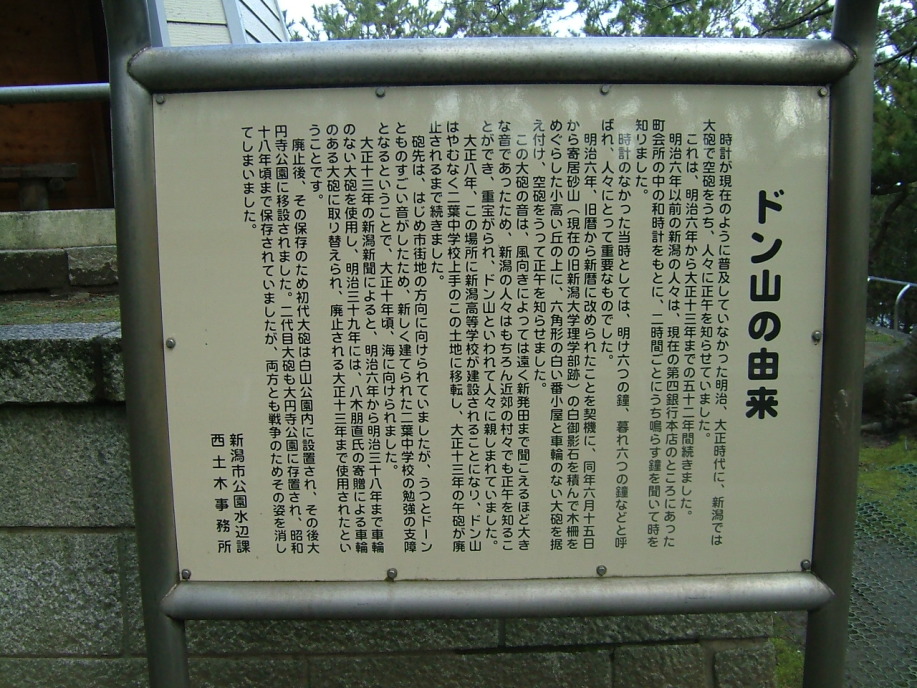 ドン山の由来
時計が現在のように普及していなかった明治、大正時代に、新潟では
大砲で空砲をうち、人々に正午を知らせていました。
これは、明治六年から大正十三年までの五十二年間続きました。
明治六年以前の新潟の人々は、現在の第四銀行本店のところにあった
町会所の中の和時計をもとに、二時間ごとにうち鳴らす鐘を聞いて時を
知りました。
時計のなかった当時としては、明け六つの鐘、暮れ六つの鐘などと呼
ばれ、人々にとって重要なものでした。
明治六年、旧暦から新暦に改められたことを契機に、同年六月十五日
から寄居砂山（現在の旧新潟大学理学部跡）の白御影石を積んで木柵を
めぐらした小高い丘の上に、六角形の白い番小屋と車輪のない大砲を据
え付け、空砲をうって正午を知らせました。
この大砲の音は、風向きによっては遠く新発田まで聞こえるほど大き
な音であったため、新潟の人々はもちろん近郊の村々でも正午を知るこ
とができ、重宝がられ、ドン山といわれて人々に親しまれていました。
大正八年、この場所に新潟高等学校が建設されることになり、ドン山
はやむなく二葉中学校上手のこの土地に移転し、大正十三年の午砲が廃
止されるまで続きました。
砲先は、はじめ市街地の方向に向けられていましたが、うつとドーン
とものすごい音がしたため、新しく建てられた二葉中学校の勉強の支障
となるということで、大正十年頃、海に向けられました。
大正十三年の新潟新聞によると、明治六年から明治三十八年まで車輪
のない大砲を使用し、明治三十九年には、八木朋直氏の寄贈による車輪
のある大砲に取り替えられ、廃止される大正十三年まで使用されたとい
うことです。
廃止後、その保存のため初代大砲は白山公園内に設置され、その後大
円寺公園に移設されました。二代目大砲も大円寺公園に存置され、昭和
十八年頃まで保存されていましたが、両方とも戦争のためその姿を消し
てしまいました。
新潟市公園水辺課
西土木事務所